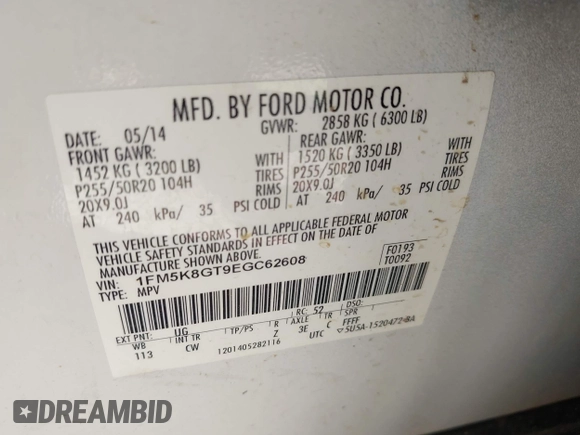 MFD. BY FORD MOTOR CO.
DATE: 05/14 GVWR: 2858 KG ( 6300 LB)
FRONT GAWR: REAR GAWR:
1452 KG ( 3200 LB) WITH 1520 KG ( 3350 LB) WITH
P255/50R20 104H TIRES P255/50R20 104H TIRES
20X9.0J RIMS 20X9.0J RIMS
AT 240 kPa/ 35 PSI COLD AT 240 kPa/ 35 PSI COLD
THIS VEHICLE CONFORMS TO ALL APPLICABLE FEDERAL MOTOR
VEHICLE SAFETY STANDARDS IN EFFECT ON THE DATE OF
MANUFACTURE SHOWN ABOVE.
VIN: 1FM5K8GT9EGC62608
TYPE: MPV
F0193
T0092
EXT PNT: UG RC: 52 DSO:
WB INT TR TP/PS R AXLE TR SPR
113 CW Z 3E C FFFF
1201405282116 UTC
SU5A-1520472-BA
DREAMBID